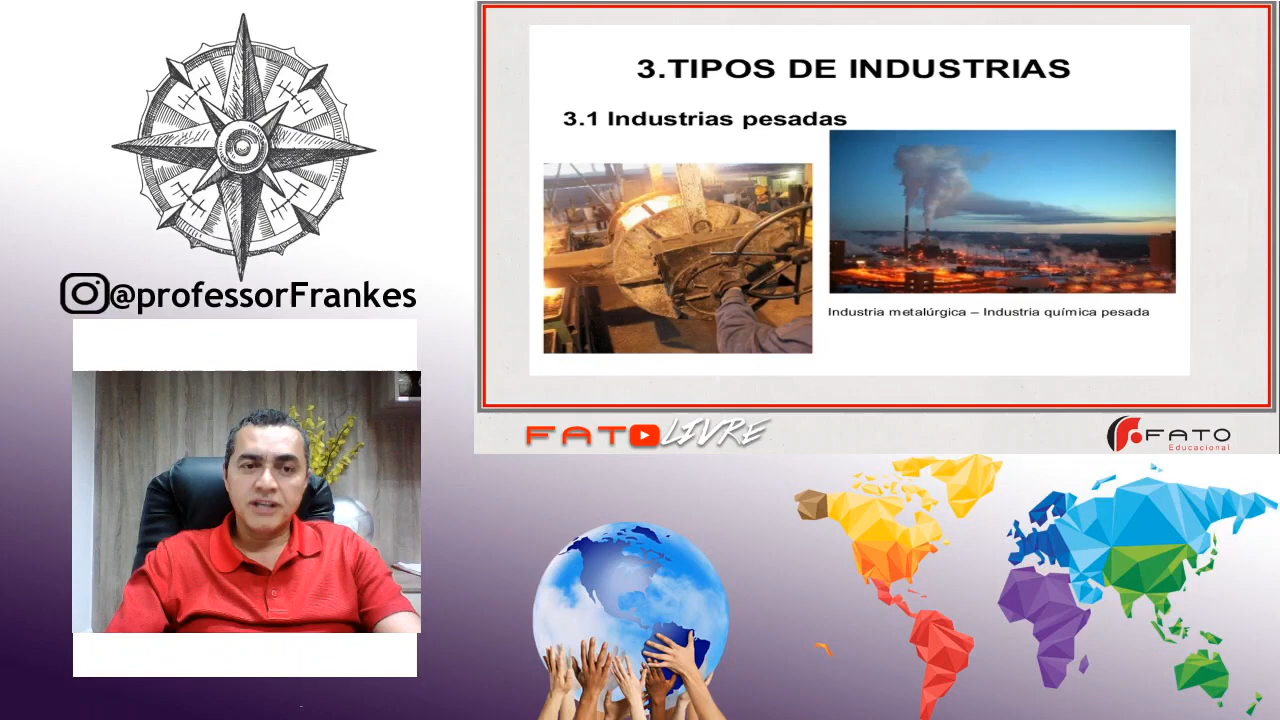 @professorFrankes
3.TIPOS DE INDUSTRIAS
3.1 Industrias pesadas
Industria metalúrgica – Industria química pesada
FATO LIVRE
FATO
Educacional